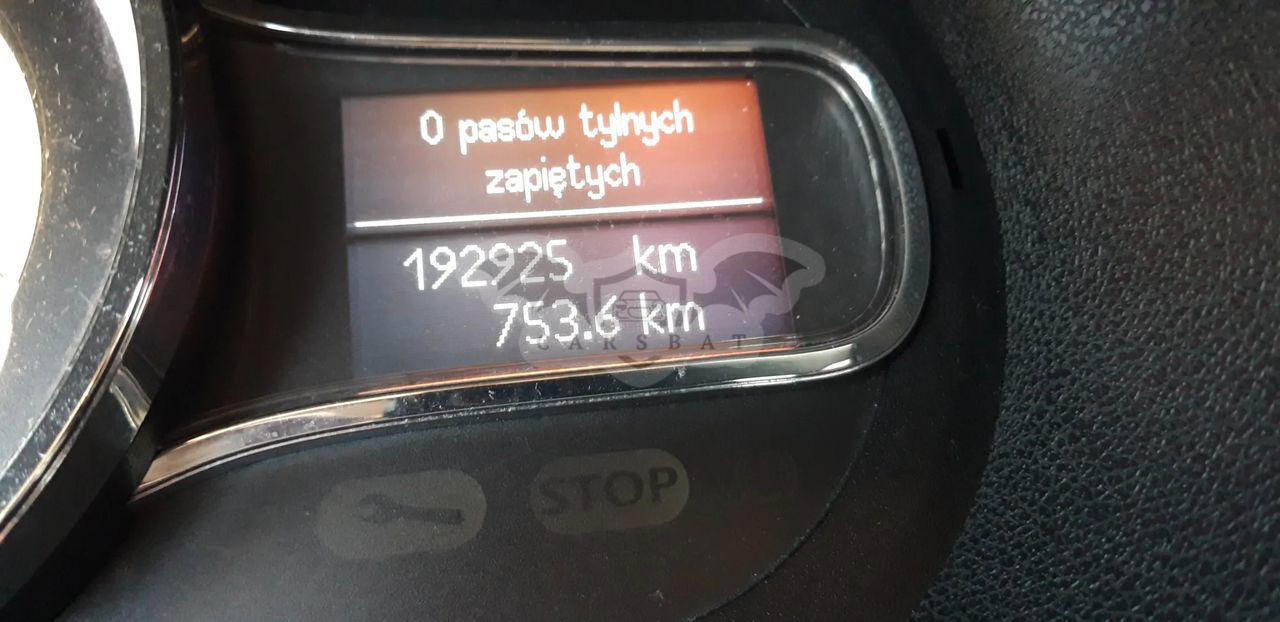 0 pasów tylnych
zapiętych
192925 km
753.6 km
CARSBAT
STOP